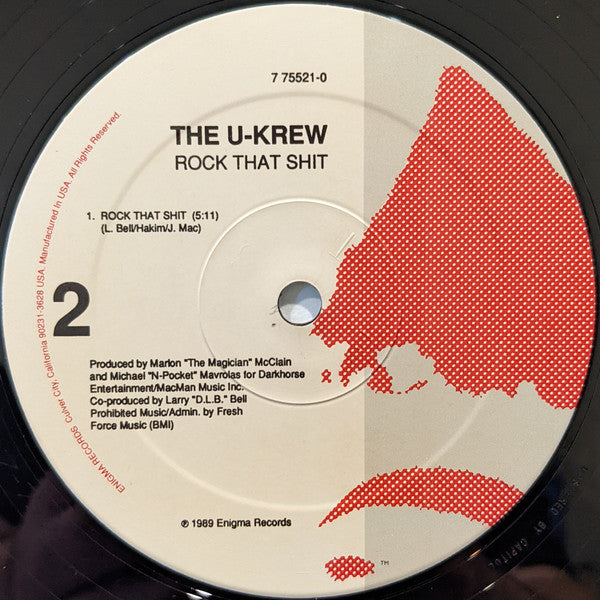 7 75521-0
THE U-KREW
ROCK THAT SHIT
1. ROCK THAT SHIT (5:11)
(L. Bell/Hakim/J. Mac)
2
Produced by Marlon "The Magician" McClain
and Michael "N-Pocket" Mavrolas for Darkhorse
Entertainment/MacMan Music Inc.
Co-produced by Larry "D.L.B." Bell
Prohibited Music/Admin. by Fresh
Force Music (BMI)
℗ 1989 Enigma Records
TM
ENIGMA RECORDS Culver City, California 90231-3628 USA. Manufactured in USA. All Rights Reserved.
BY CAPITOL